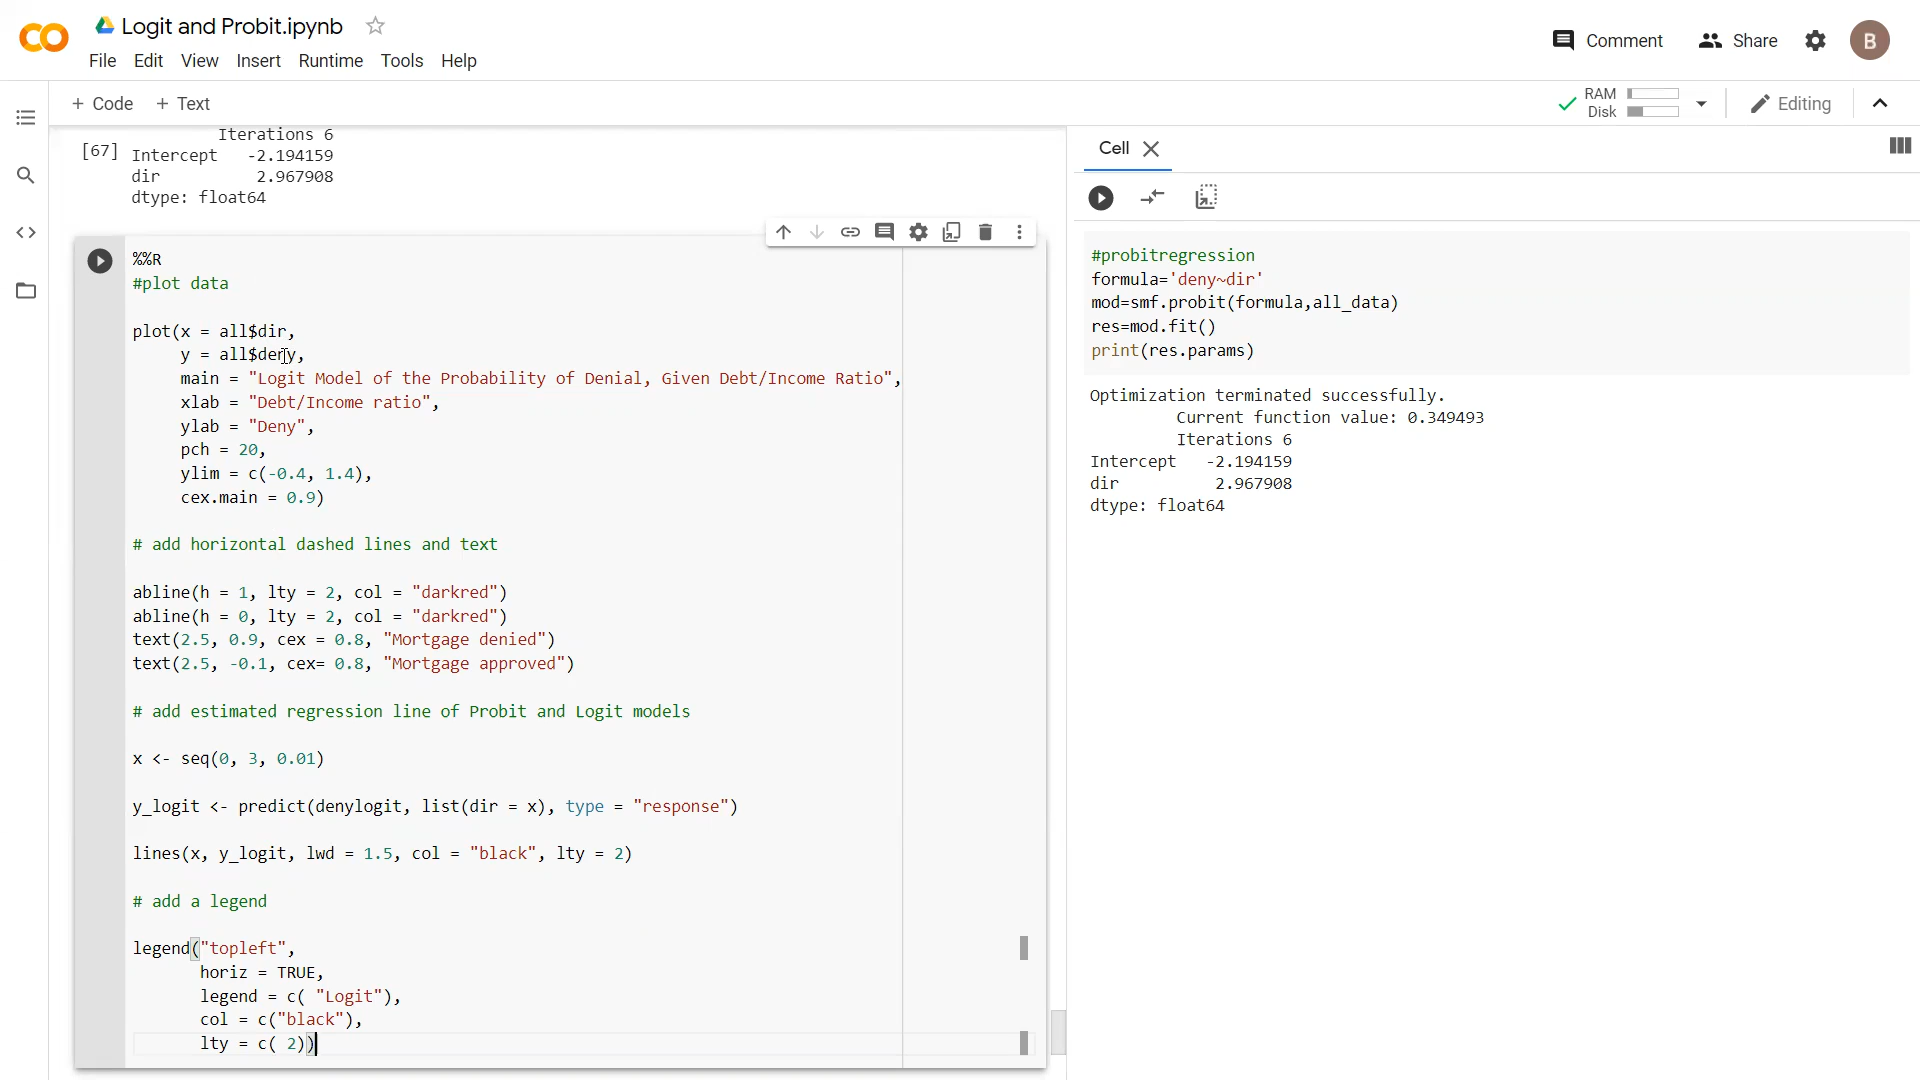 Logit and Probit.ipynb
File Edit View Insert Runtime Tools Help
Comment Share B
+ Code + Text
RAM
Disk
Editing
Iterations 6
[67]
Intercept -2.194159
dir 2.967908
dtype: float64
%%R
#plot data
plot(x = all$dir,
y = all$deny,
main = "Logit Model of the Probability of Denial, Given Debt/Income Ratio",
xlab = "Debt/Income ratio",
ylab = "Deny",
pch = 20,
ylim = c(-0.4, 1.4),
cex.main = 0.9)
# add horizontal dashed lines and text
abline(h = 1, lty = 2, col = "darkred")
abline(h = 0, lty = 2, col = "darkred")
text(2.5, 0.9, cex = 0.8, "Mortgage denied")
text(2.5, -0.1, cex= 0.8, "Mortgage approved")
# add estimated regression line of Probit and Logit models
x <- seq(0, 3, 0.01)
y_logit <- predict(denylogit, list(dir = x), type = "response")
lines(x, y_logit, lwd = 1.5, col = "black", lty = 2)
# add a legend
legend("topleft",
horiz = TRUE,
legend = c( "Logit"),
col = c("black"),
lty = c( 2))
Cell
#probitregression
formula='deny~dir'
mod=smf.probit(formula,all_data)
res=mod.fit()
print(res.params)
Optimization terminated successfully.
Current function value: 0.349493
Iterations 6
Intercept -2.194159
dir 2.967908
dtype: float64